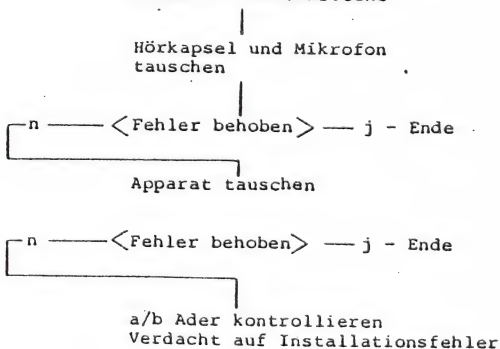 Hörkapsel und Mikrofon
tauschen
n <Fehler behoben> j - Ende
Apparat tauschen
n <Fehler behoben> j - Ende
a/b Ader kontrollieren
Verdacht auf Installationsfehler